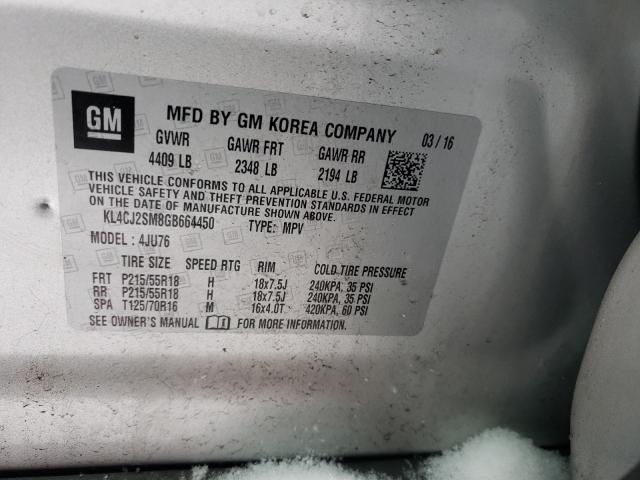 GM MFD BY GM KOREA COMPANY 03/16
GVWR GAWR FRT GAWR RR
4409 LB 2348 LB 2194 LB
THIS VEHICLE CONFORMS TO ALL APPLICABLE U.S. FEDERAL MOTOR
VEHICLE SAFETY AND THEFT PREVENTION STANDARDS IN EFFECT
ON THE DATE OF MANUFACTURE SHOWN ABOVE.
KL4CJ2SM8GB664450 TYPE: MPV
MODEL: 4JU76
TIRE SIZE SPEED RTG RIM COLD TIRE PRESSURE
FRT P215/55R18 H 18x7.5J 240KPA, 35 PSI
RR P215/55R18 H 18x7.5J 240KPA, 35 PSI
SPA T125/70R16 M 16x4.0T 420KPA, 60 PSI
SEE OWNER'S MANUAL FOR MORE INFORMATION.